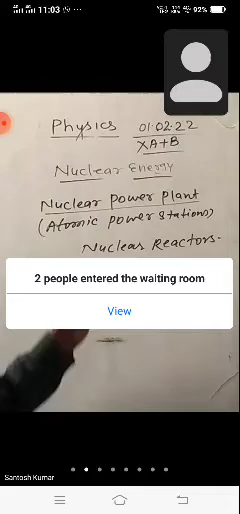 11:03
92%
Physics 01.02.22
XA+B
Nuclear Energy
Nuclear Power Plant
(Atomic power stations)
Nuclear Reactors-
2 people entered the waiting room
View
Santosh Kumar